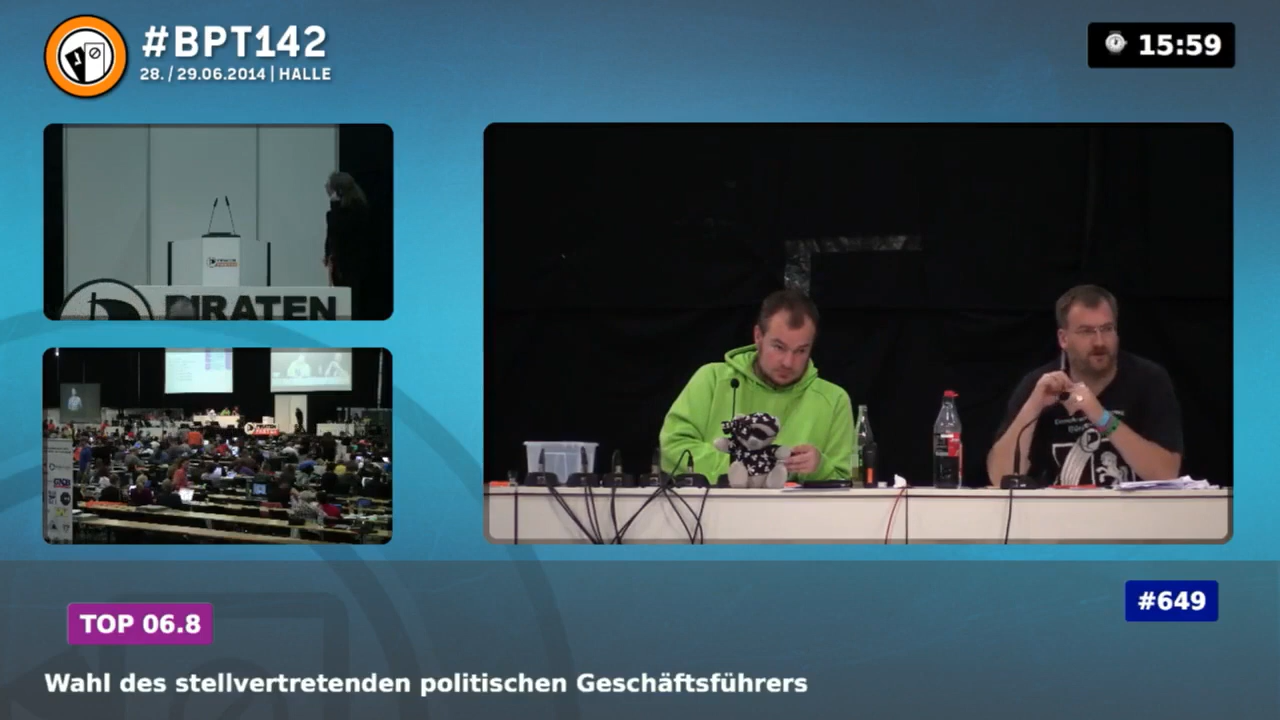 #BPT142
28. / 29.06.2014 | HALLE
15:59
PIRATEN
TOP 06.8
#649
Wahl des stellvertretenden politischen Geschäftsführers